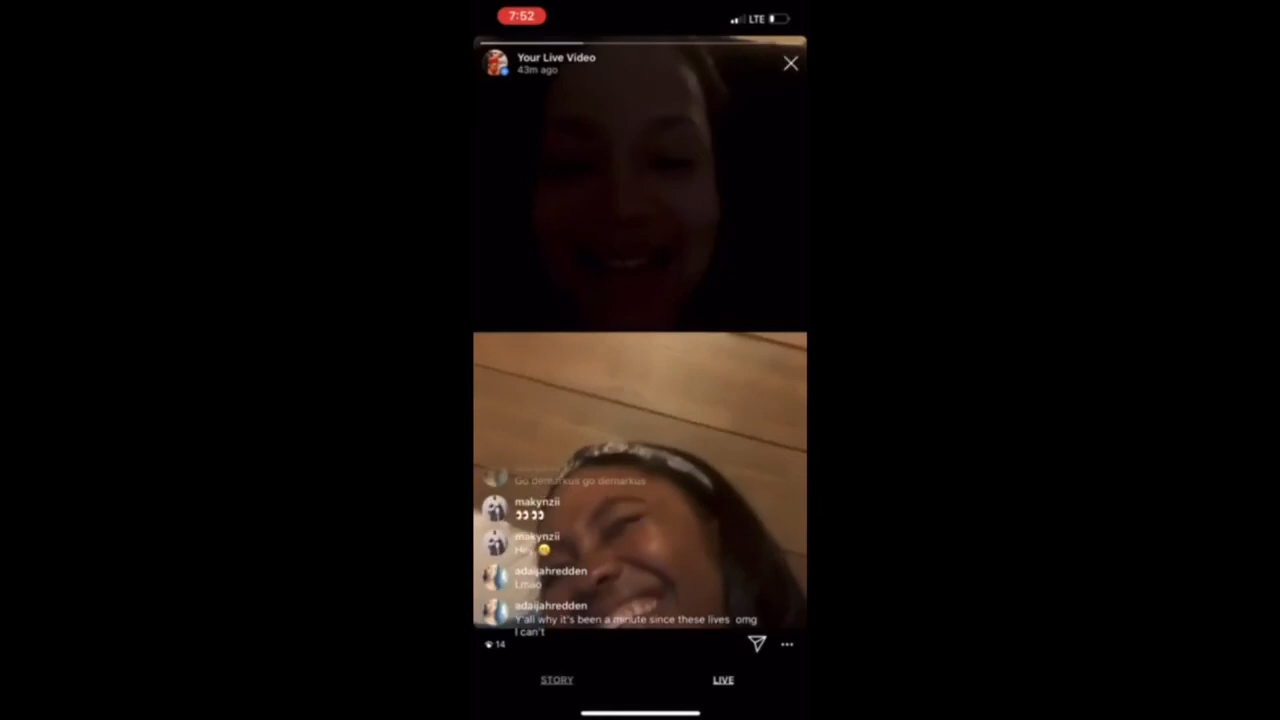 7:52
LTE
Your Live Video
43m ago
Go demarkus go demarkus
makynzii
👀👀
makynzii
adaijahredden
Lmao
adaijahredden
Y'all why it's been a minute since these lives omg
I can't
14
STORY
LIVE